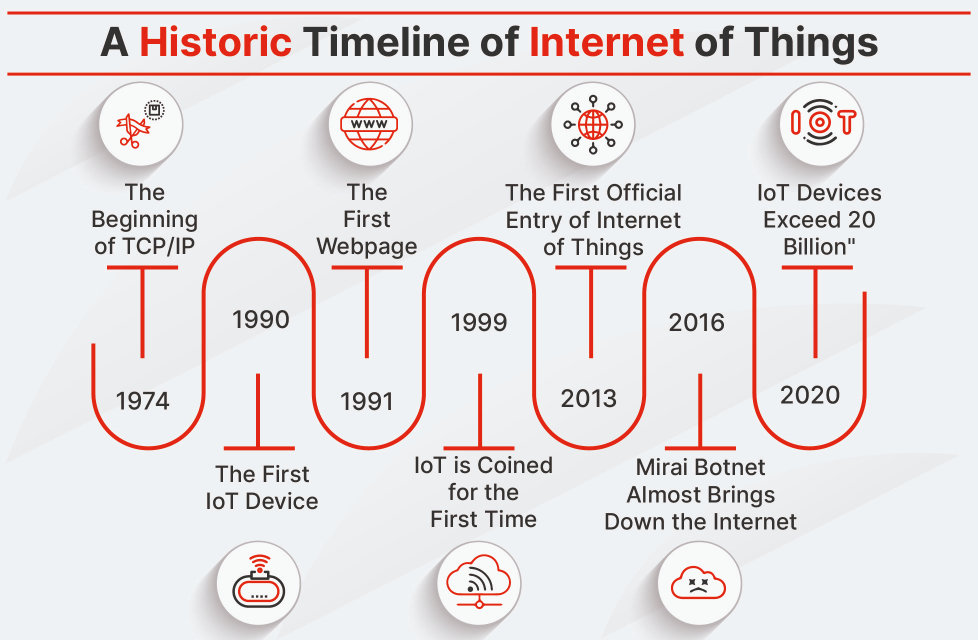 A Historic Timeline of Internet of Things
WWW
IOT
The
Beginning
of TCP/IP
The
First
Webpage
The First Official
Entry of Internet
of Things
IoT Devices
Exceed 20
Billion"
1974
1990
1991
1999
2013
2016
2020
The First
IoT Device
IoT is Coined
for the
First Time
Mirai Botnet
Almost Brings
Down the Internet